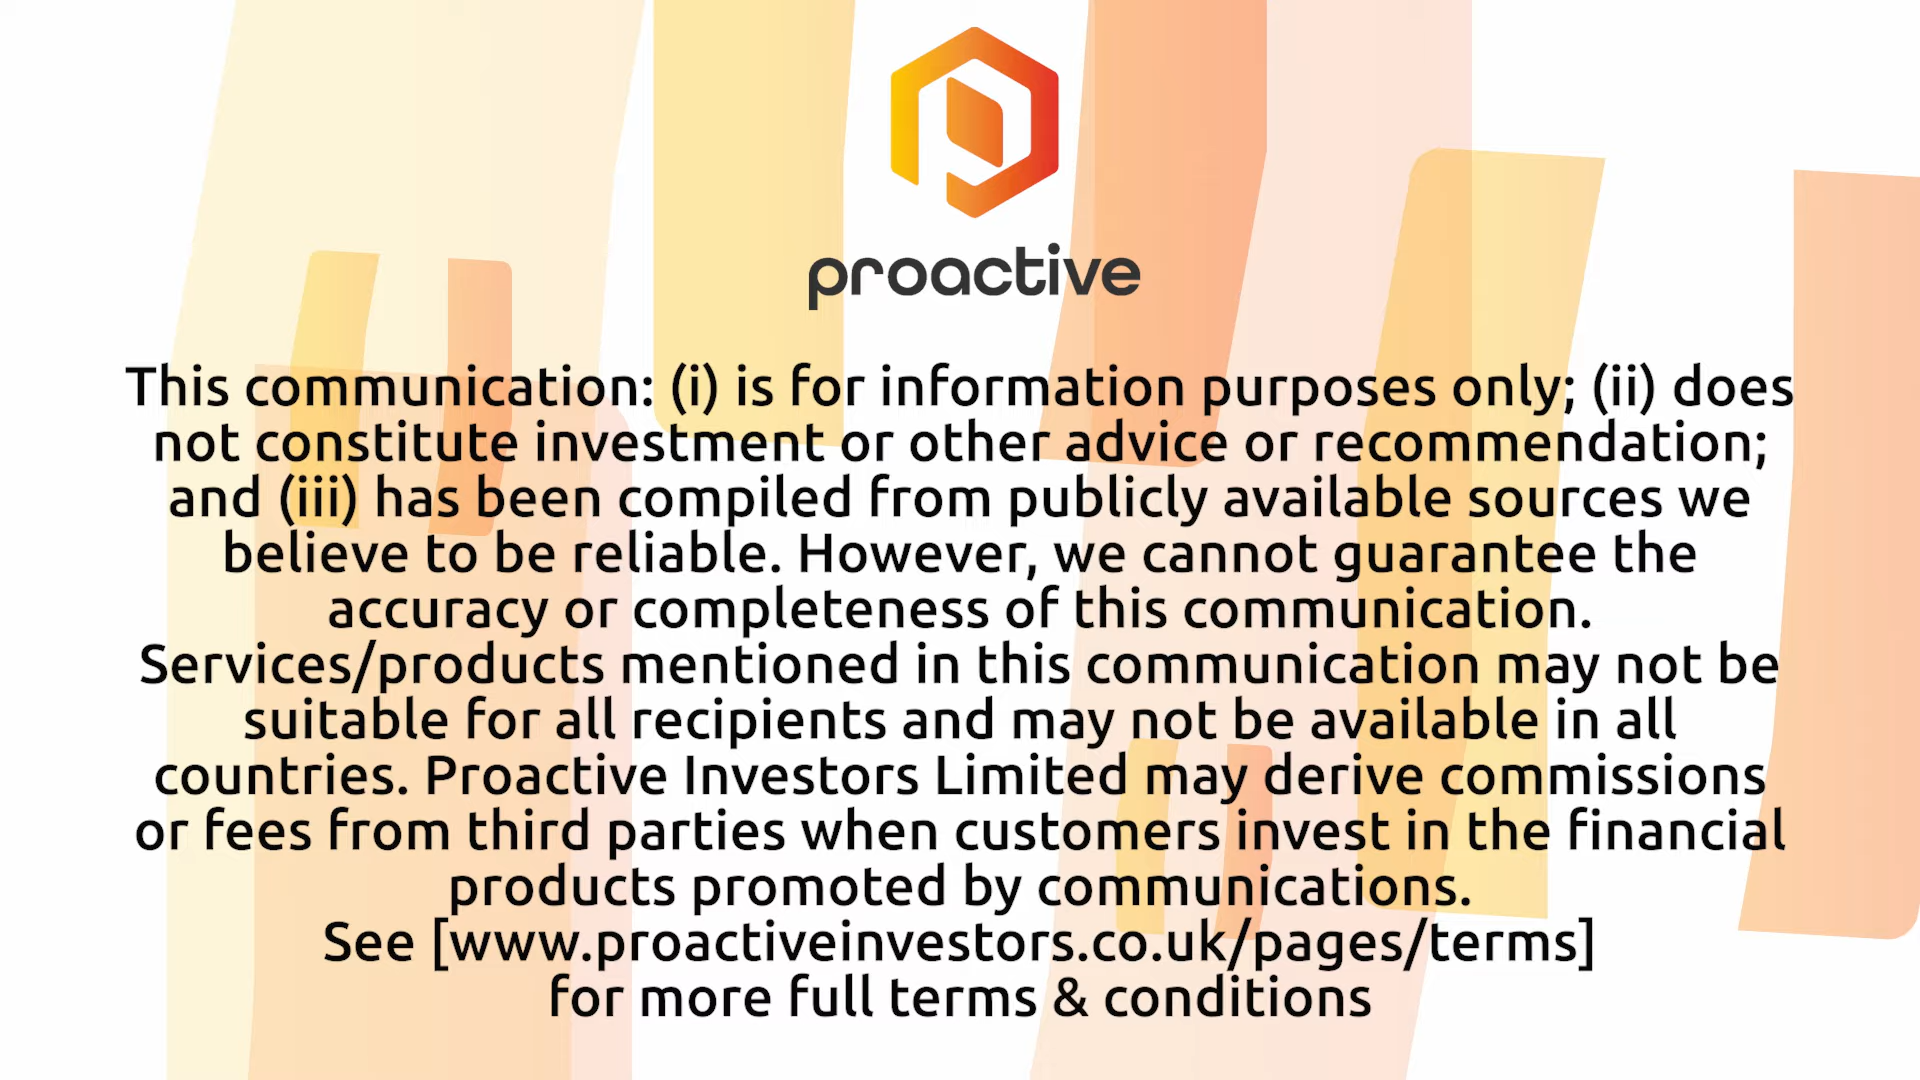 proactive
This communication: (i) is for information purposes only; (ii) does
not constitute investment or other advice or recommendation;
and (iii) has been compiled from publicly available sources we
believe to be reliable. However, we cannot guarantee the
accuracy or completeness of this communication.
Services/products mentioned in this communication may not be
suitable for all recipients and may not be available in all
countries. Proactive Investors Limited may derive commissions
or fees from third parties when customers invest in the financial
products promoted by communications.
See [www.proactiveinvestors.co.uk/pages/terms]
for more full terms & conditions